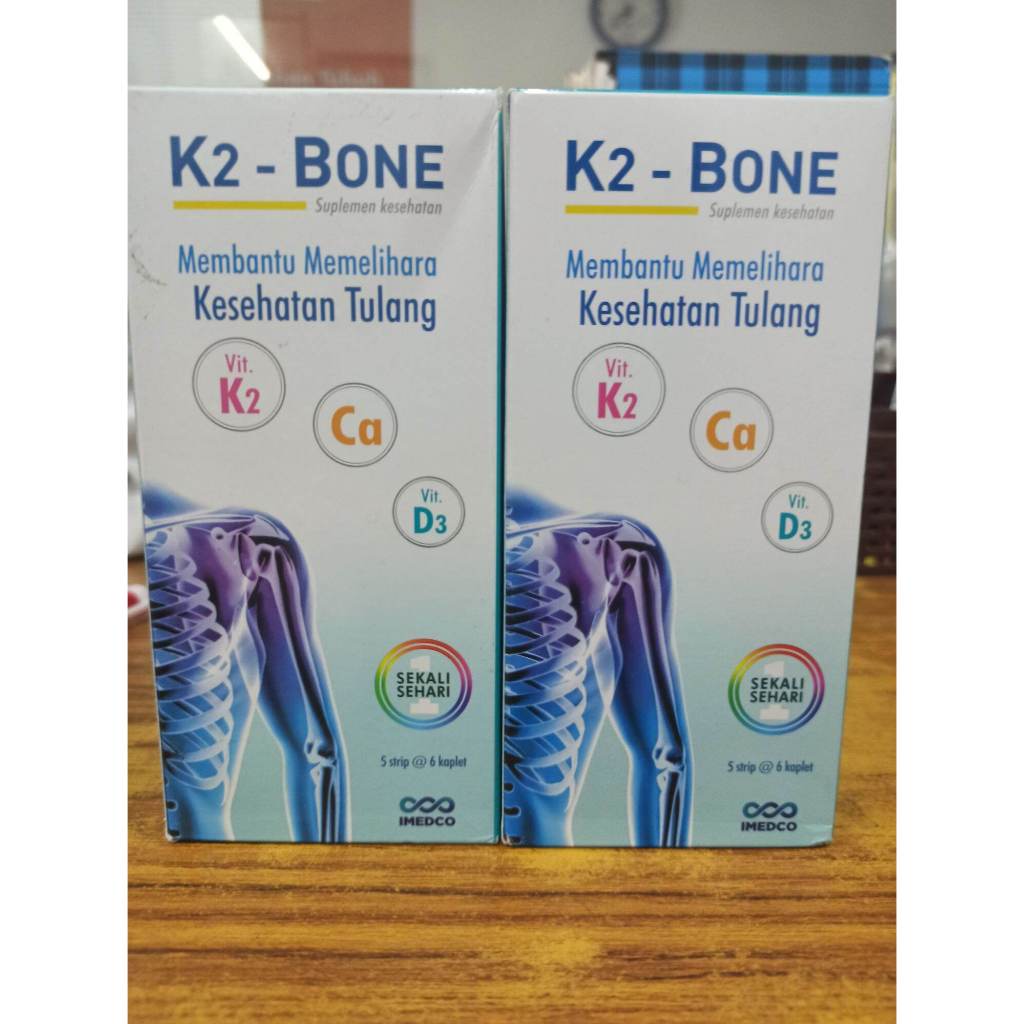 K2 - BONE
Suplemen kesehatan
Membantu Memelihara
Kesehatan Tulang
Vit.
K2
Ca
Vit.
D3
1
SEKALI
SEHARI
5 strip @ 6 kaplet
IMEDCO
K2 - BONE
Suplemen kesehatan
Membantu Memelihara
Kesehatan Tulang
Vit.
K2
Ca
Vit.
D3
1
SEKALI
SEHARI
5 strip @ 6 kaplet
IMEDCO